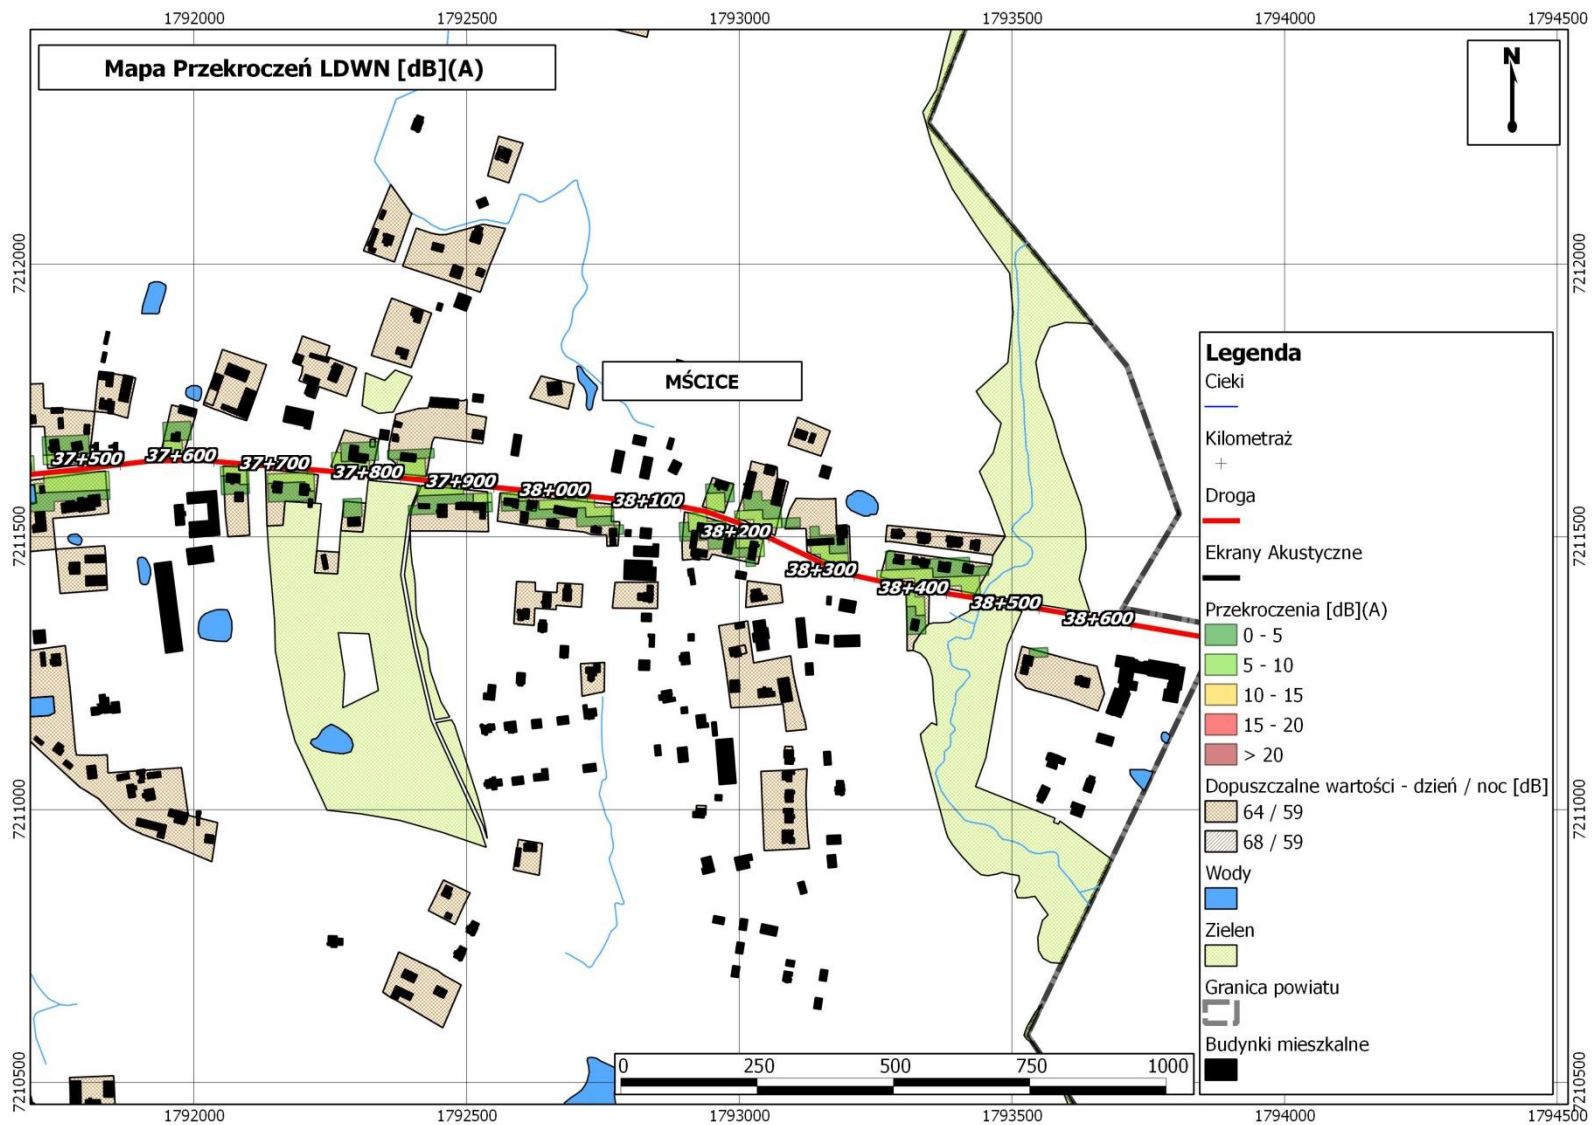 1792000 1792500 1793000 1793500 1794000 1794500
Mapa Przekroczeń LDWN [dB](A)
N
7212000 7212000
MŚCICE
37+500 37+600 37+700 37+800 37+900 38+000 38+100 38+200 38+300 38+400 38+500 38+600
7211500 7211500
7211000 7211000
7210500 7210500
Legenda
Cieki
Kilometraż
Droga
Ekrany Akustyczne
Przekroczenia [dB](A)
0 - 5
5 - 10
10 - 15
15 - 20
> 20
Dopuszczalne wartości - dzień / noc [dB]
64 / 59
68 / 59
Wody
Zielen
Granica powiatu
Budynki mieszkalne
0 250 500 750 1000
1792000 1792500 1793000 1793500 1794000 1794500